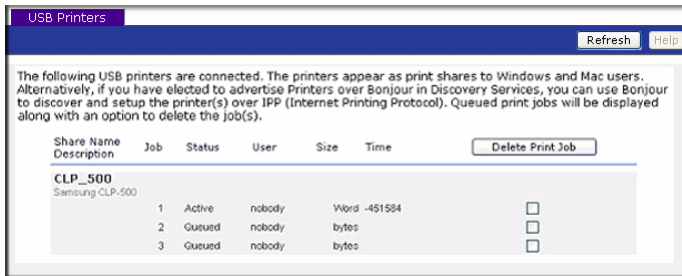 USB Printers
Refresh Help
The following USB printers are connected. The printers appear as print shares to Windows and Mac users.
Alternatively, if you have elected to advertise Printers over Bonjour in Discovery Services, you can use Bonjour
to discover and setup the printer(s) over IPP (Internet Printing Protocol). Queued print jobs will be displayed
along with an option to delete the job(s).
Share Name
Description Job Status User Size Time Delete Print Job
CLP_500
Samsung CLP-500
1 Active nobody Word -451584
2 Queued nobody bytes
3 Queued nobody bytes